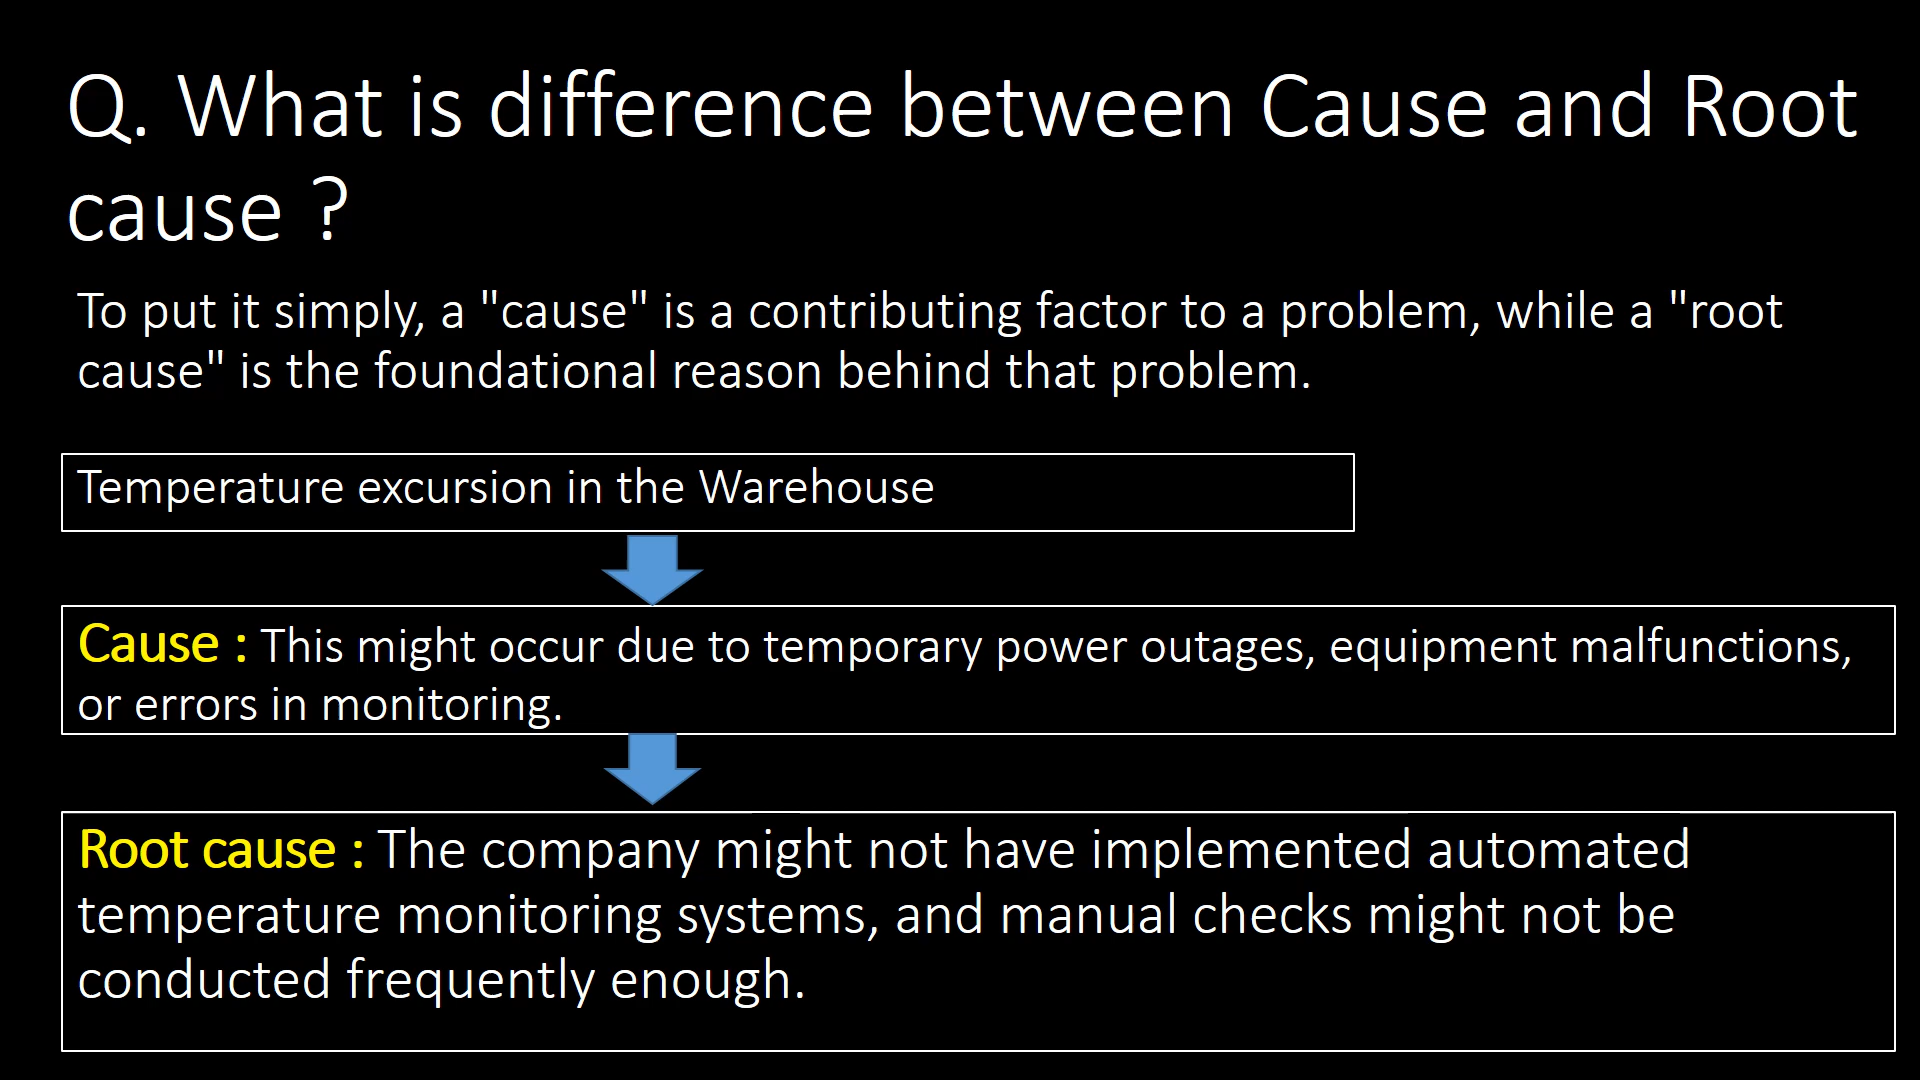 Q. What is difference between Cause and Root
cause ?
To put it simply, a "cause" is a contributing factor to a problem, while a "root
cause" is the foundational reason behind that problem.
Temperature excursion in the Warehouse
Cause : This might occur due to temporary power outages, equipment malfunctions,
or errors in monitoring.
Root cause : The company might not have implemented automated
temperature monitoring systems, and manual checks might not be
conducted frequently enough.